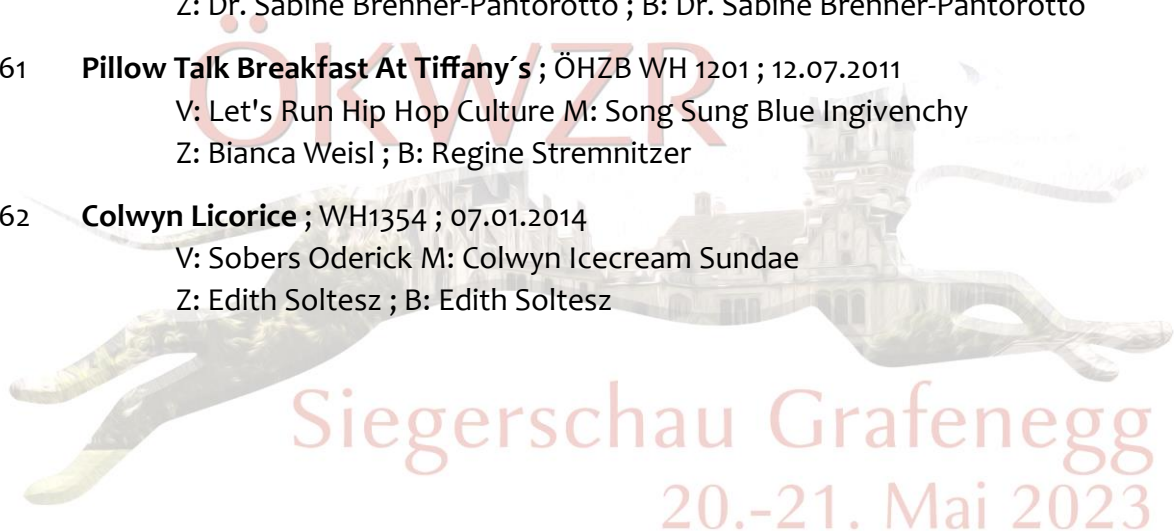 Z: Dr. Sabine Brenner-Pantorotto ; B: Dr. Sabine Brenner-Pantorotto
61 Pillow Talk Breakfast At Tiffany´s ; ÖHZB WH 1201 ; 12.07.2011
V: Let's Run Hip Hop Culture M: Song Sung Blue Ingivenchy
Z: Bianca Weisl ; B: Regine Stremnitzer
62 Colwyn Licorice ; WH1354 ; 07.01.2014
V: Sobers Oderick M: Colwyn Icecream Sundae
Z: Edith Soltesz ; B: Edith Soltesz
ÖKWZR
Siegerschau Grafenegg
20.-21. Mai 2023